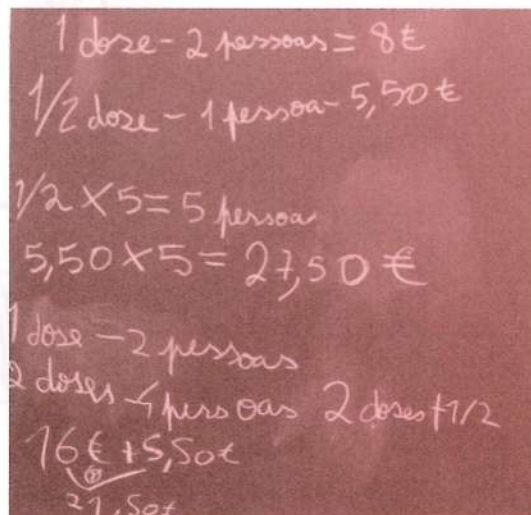 1 dose - 2 pessoas = 8€
1/2 dose - 1 pessoa - 5,50€
1/2 X 5 = 5 pessoa
5,50 X 5 = 27,50 €
1 dose - 2 pessoas
2 doses - 4 pessoas 2 doses + 1/2
16€ + 5,50€
21,50€